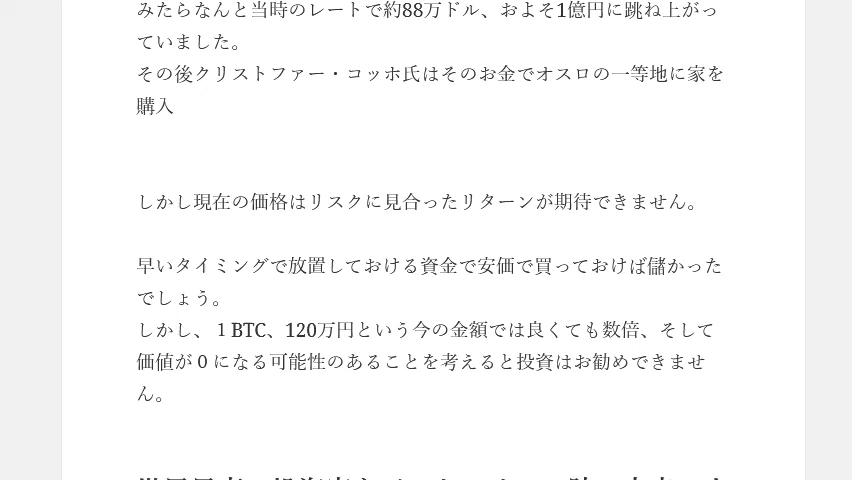 みたらなんと当時のレートで約88万ドル、およそ1億円に跳ね上がっ
ていました。
その後クリストファー・コッホ氏はそのお金でオスロの一等地に家を
購入
しかし現在の価格はリスクに見合ったリターンが期待できません。
早いタイミングで放置しておける資金で安価で買っておけば儲かった
でしょう。
しかし、１BTC、120万円という今の金額では良くても数倍、そして
価値が０になる可能性のあることを考えると投資はお勧めできませ
ん。